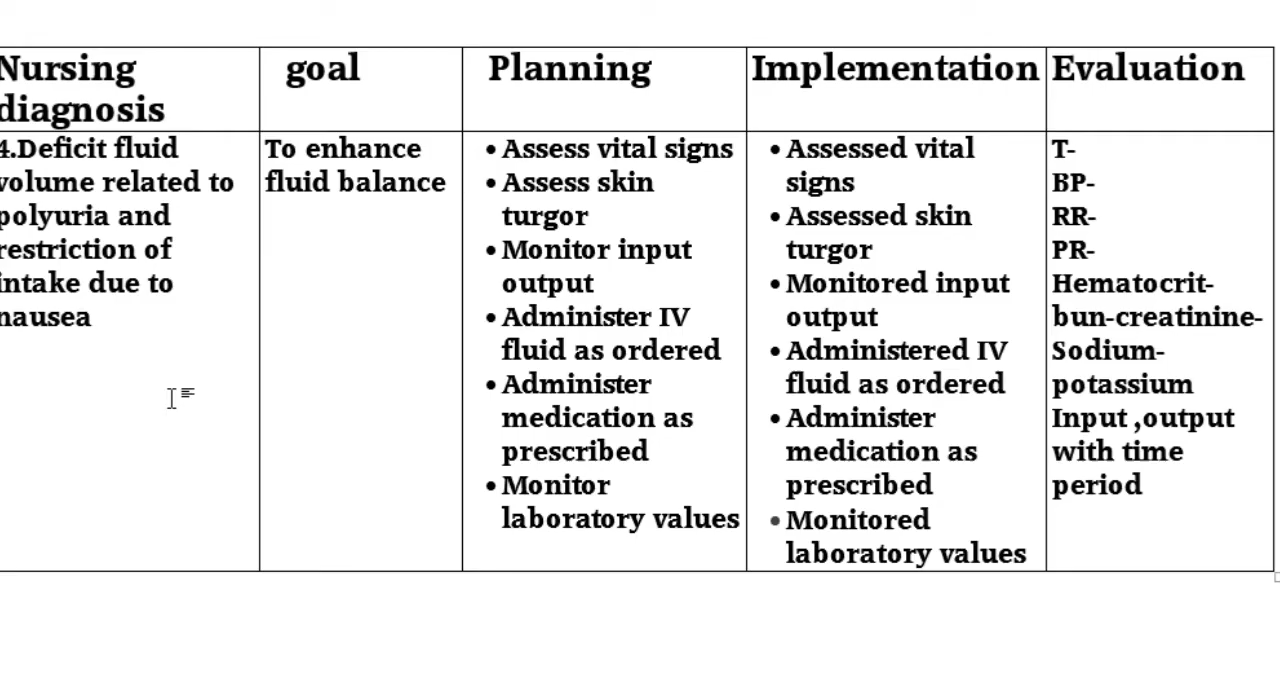 Nursing diagnosis
goal
Planning
Implementation
Evaluation
4.Deficit fluid
volume related to
polyuria and
restriction of
intake due to
nausea
To enhance
fluid balance
• Assess vital signs
• Assess skin
turgor
• Monitor input
output
• Administer IV
fluid as ordered
• Administer
medication as
prescribed
• Monitor
laboratory values
• Assessed vital
signs
• Assessed skin
turgor
• Monitored input
output
• Administered IV
fluid as ordered
• Administer
medication as
prescribed
• Monitored
laboratory values
T-
BP-
RR-
PR-
Hematocrit-
bun-creatinine-
Sodium-
potassium
Input ,output
with time
period